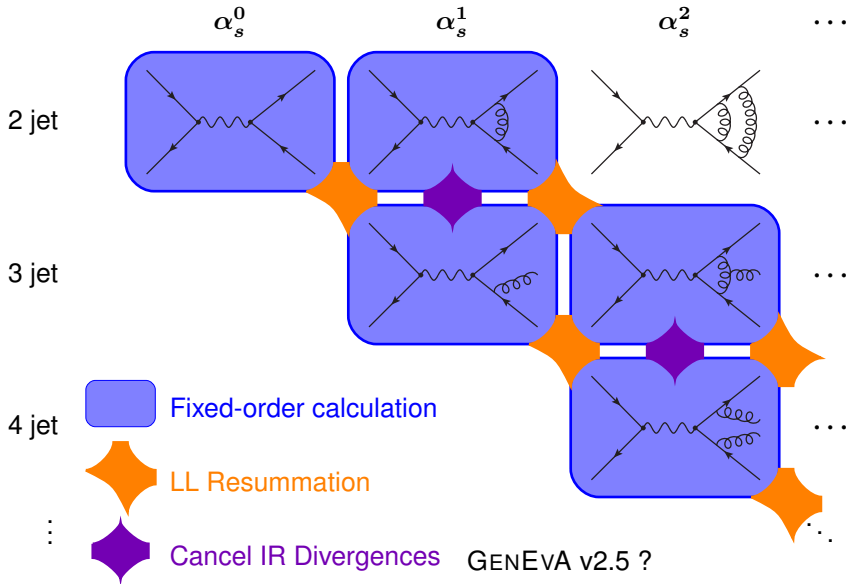 α_s^0 α_s^1 α_s^2 ⋯
2 jet ⋯
3 jet ⋯
Fixed-order calculation
4 jet ⋯
LL Resummation
⋮ ⋱
Cancel IR Divergences
GENEVA v2.5 ?